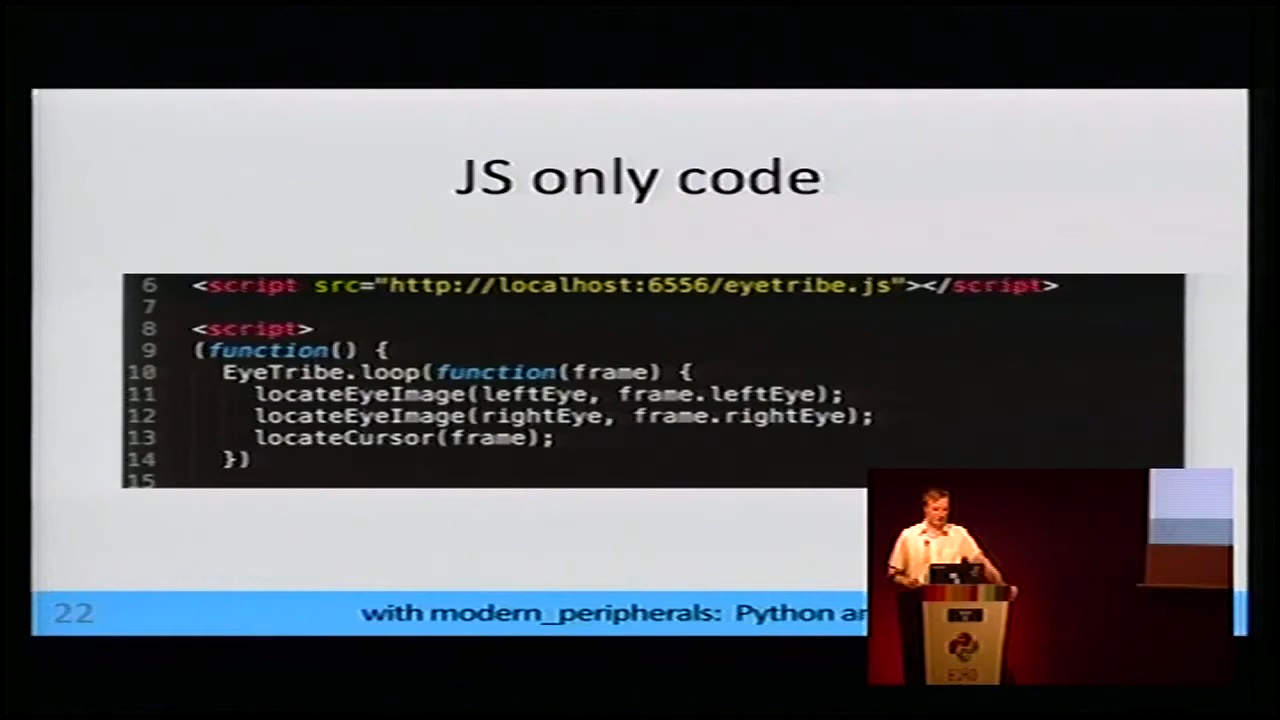 JS only code
6 <script src="http://localhost:6556/eyetribe.js"></script>
7
8 <script>
9 (function() {
10 EyeTribe.loop(function(frame) {
11 locateEyeImage(leftEye, frame.leftEye);
12 locateEyeImage(rightEye, frame.rightEye);
13 locateCursor(frame);
14 })
15
22 with modern_peripherals: Python